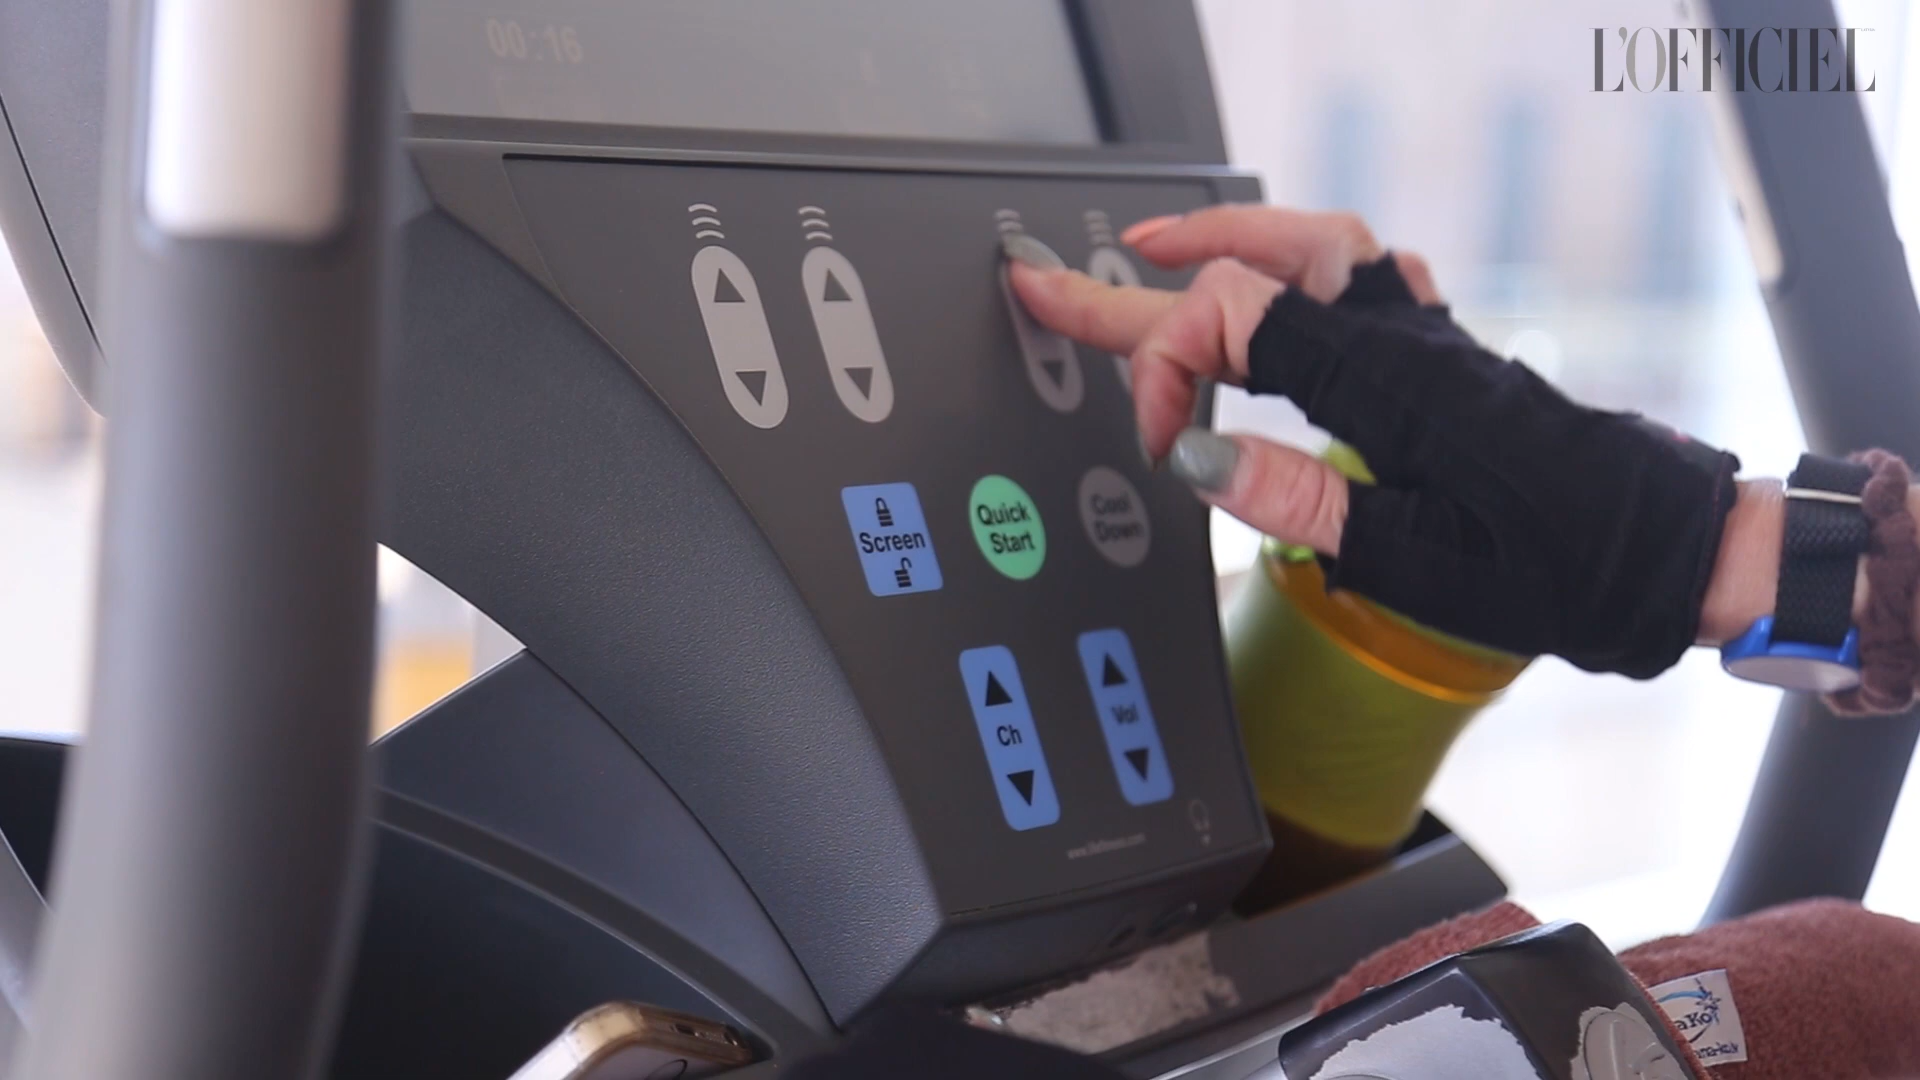 00:16
L'OFFICIEL
Screen
Quick
Start
Cool
Down
Ch
Vol